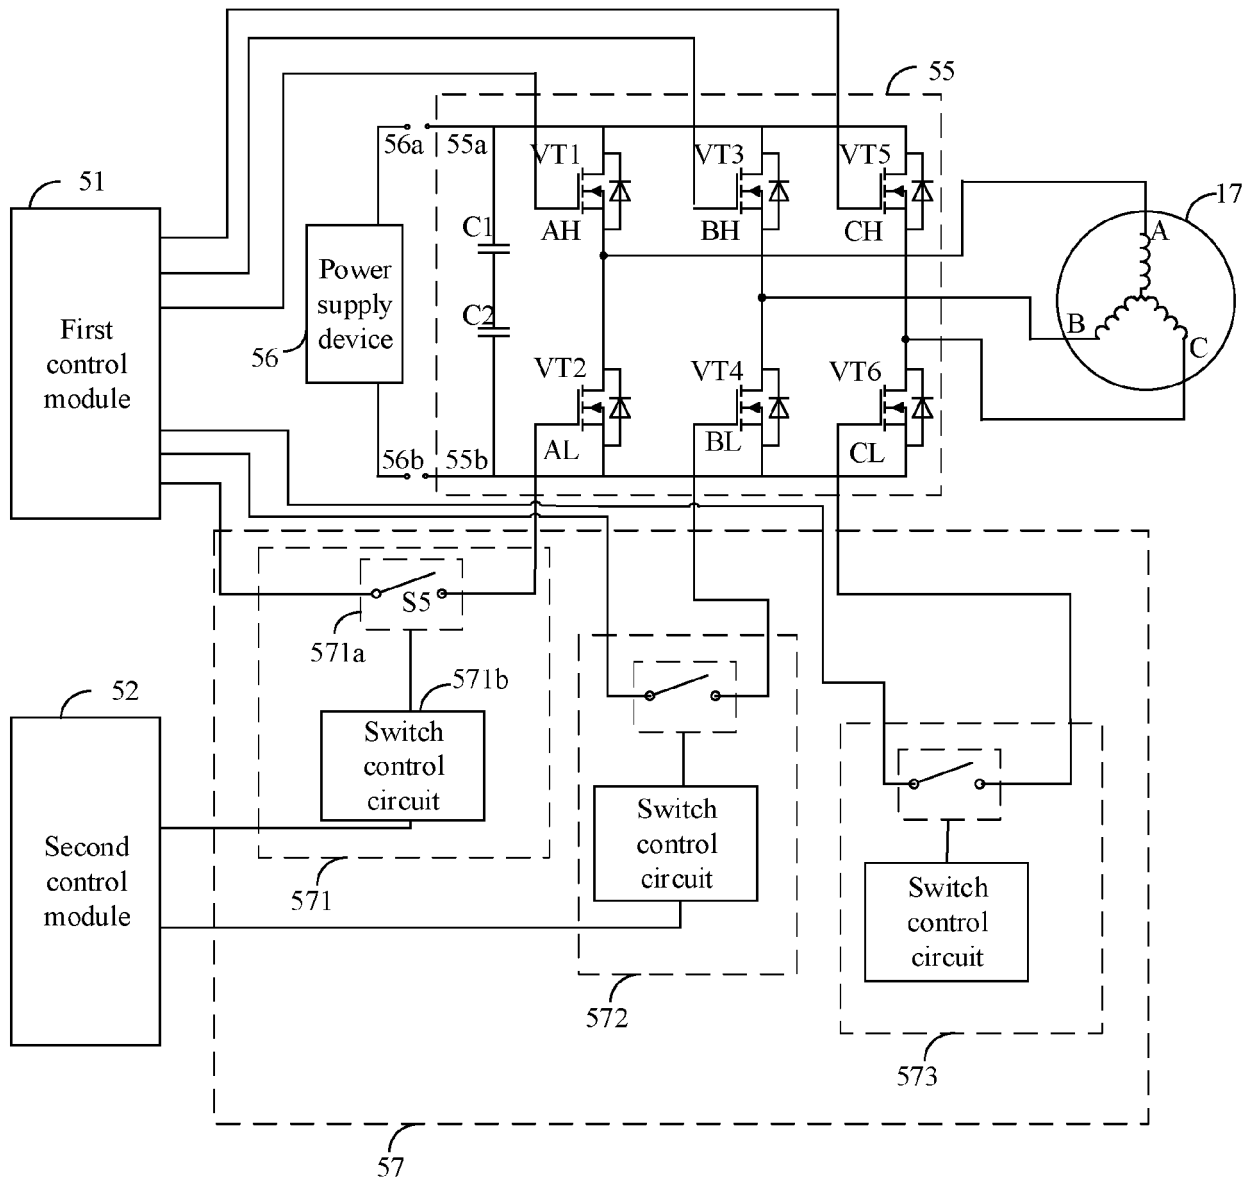 55
56a
55a
VT1
VT3
VT5
51
17
C1
AH
BH
CH
A
Power
supply
device
First
control
module
C2
B
C
56
VT2
VT4
VT6
AL
BL
CL
56b
55b
S5
571a
571b
52
Switch
control
circuit
Switch
control
circuit
Second
control
module
Switch
control
circuit
571
572
573
57